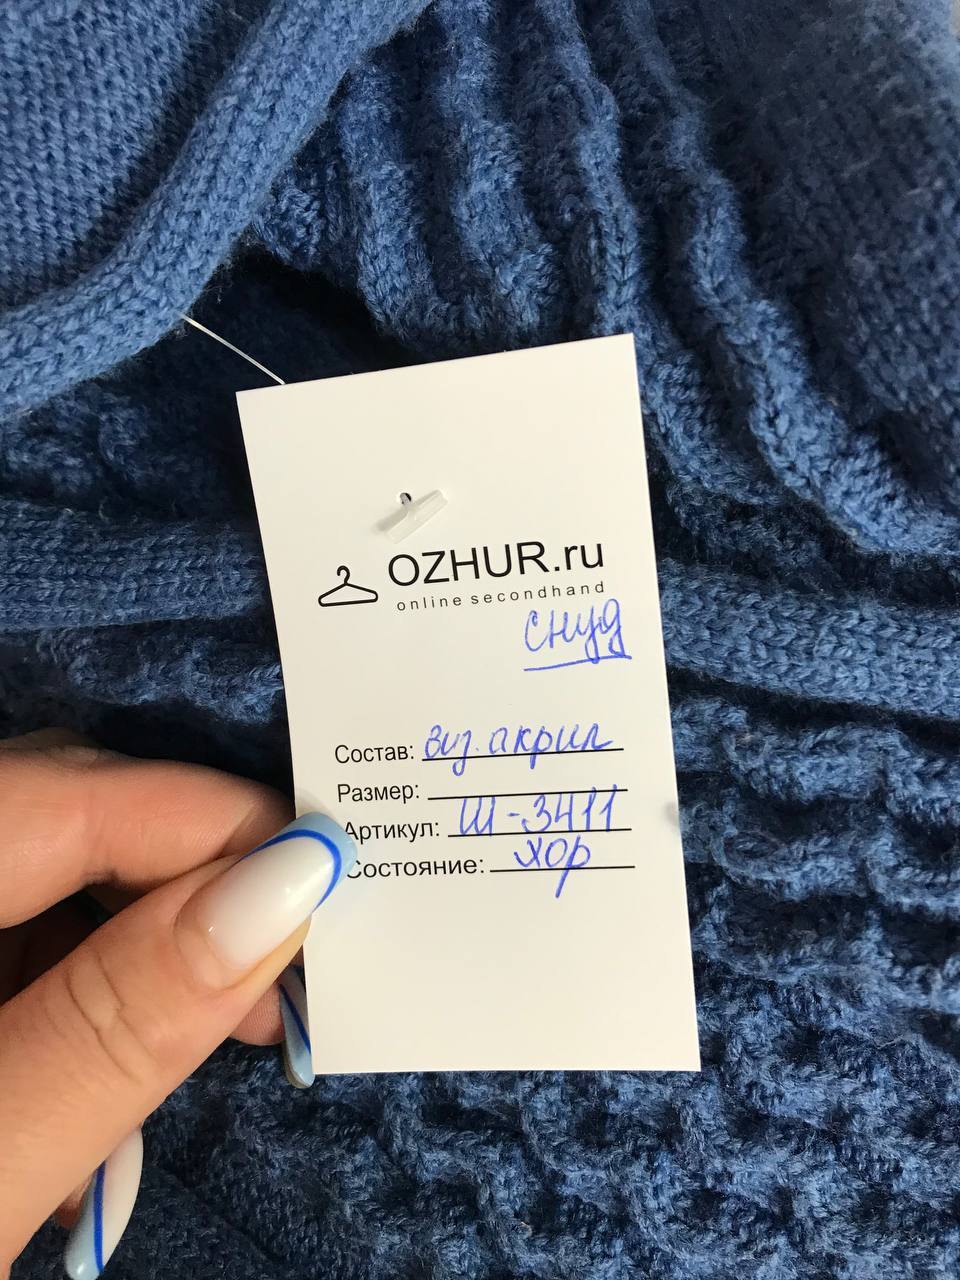 OZHUR.ru
online secondhand
снуд
Состав: виз. акрил
Размер:
Артикул: Ш-3411
Состояние: хор